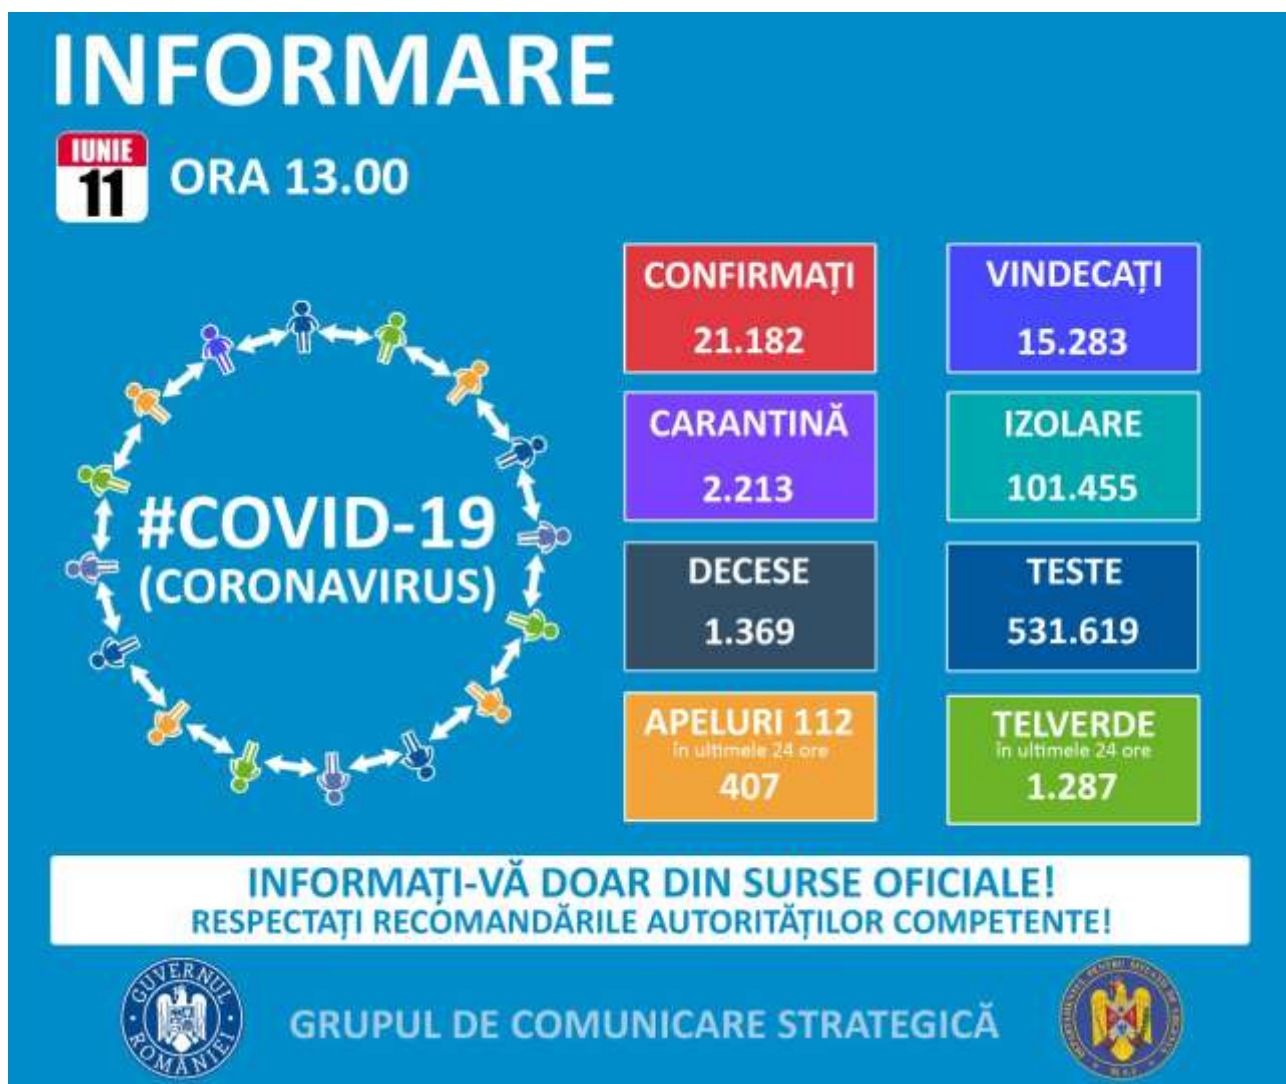 INFORMARE
IUNIE
11
ORA 13.00
CONFIRMAȚI
21.182
VINDECAȚI
15.283
CARANTINĂ
2.213
IZOLARE
101.455
#COVID-19
(CORONAVIRUS)
DECESE
1.369
TESTE
531.619
APELURI 112
în ultimele 24 ore
407
TELVERDE
în ultimele 24 ore
1.287
INFORMAȚI-VĂ DOAR DIN SURSE OFICIALE!
RESPECTAȚI RECOMANDĂRILE AUTORITĂȚILOR COMPETENTE!
GUVERNUL
ROMÂNIEI
GRUPUL DE COMUNICARE STRATEGICĂ